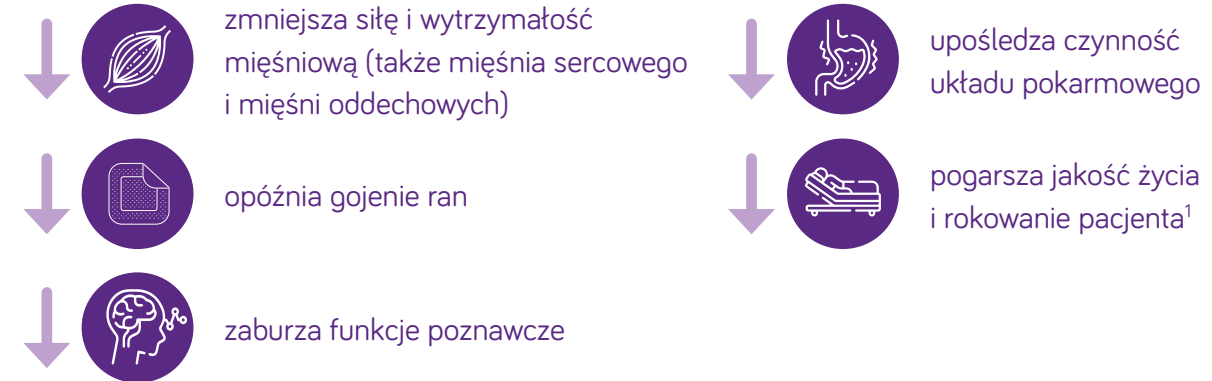 zmniejsza siłę i wytrzymałość
mięśniową (także mięśnia sercowego
i mięśni oddechowych)
opóźnia gojenie ran
zaburza funkcje poznawcze
upośledza czynność
układu pokarmowego
pogarsza jakość życia
i rokowanie pacjenta¹